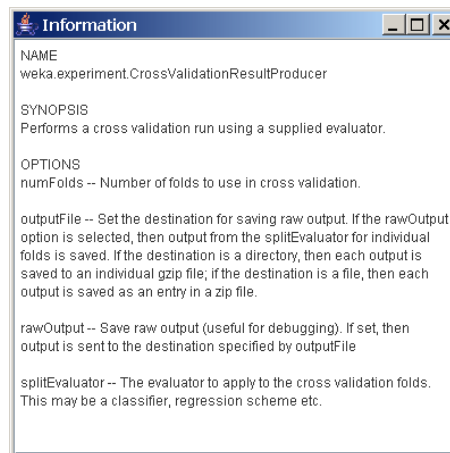 Information
NAME
weka.experiment.CrossValidationResultProducer
SYNOPSIS
Performs a cross validation run using a supplied evaluator.
OPTIONS
numFolds -- Number of folds to use in cross validation.
outputFile -- Set the destination for saving raw output. If the rawOutput
option is selected, then output from the splitEvaluator for individual
folds is saved. If the destination is a directory, then each output is
saved to an individual gzip file; if the destination is a file, then each
output is saved as an entry in a zip file.
rawOutput -- Save raw output (useful for debugging). If set, then
output is sent to the destination specified by outputFile
splitEvaluator -- The evaluator to apply to the cross validation folds.
This may be a classifier, regression scheme etc.